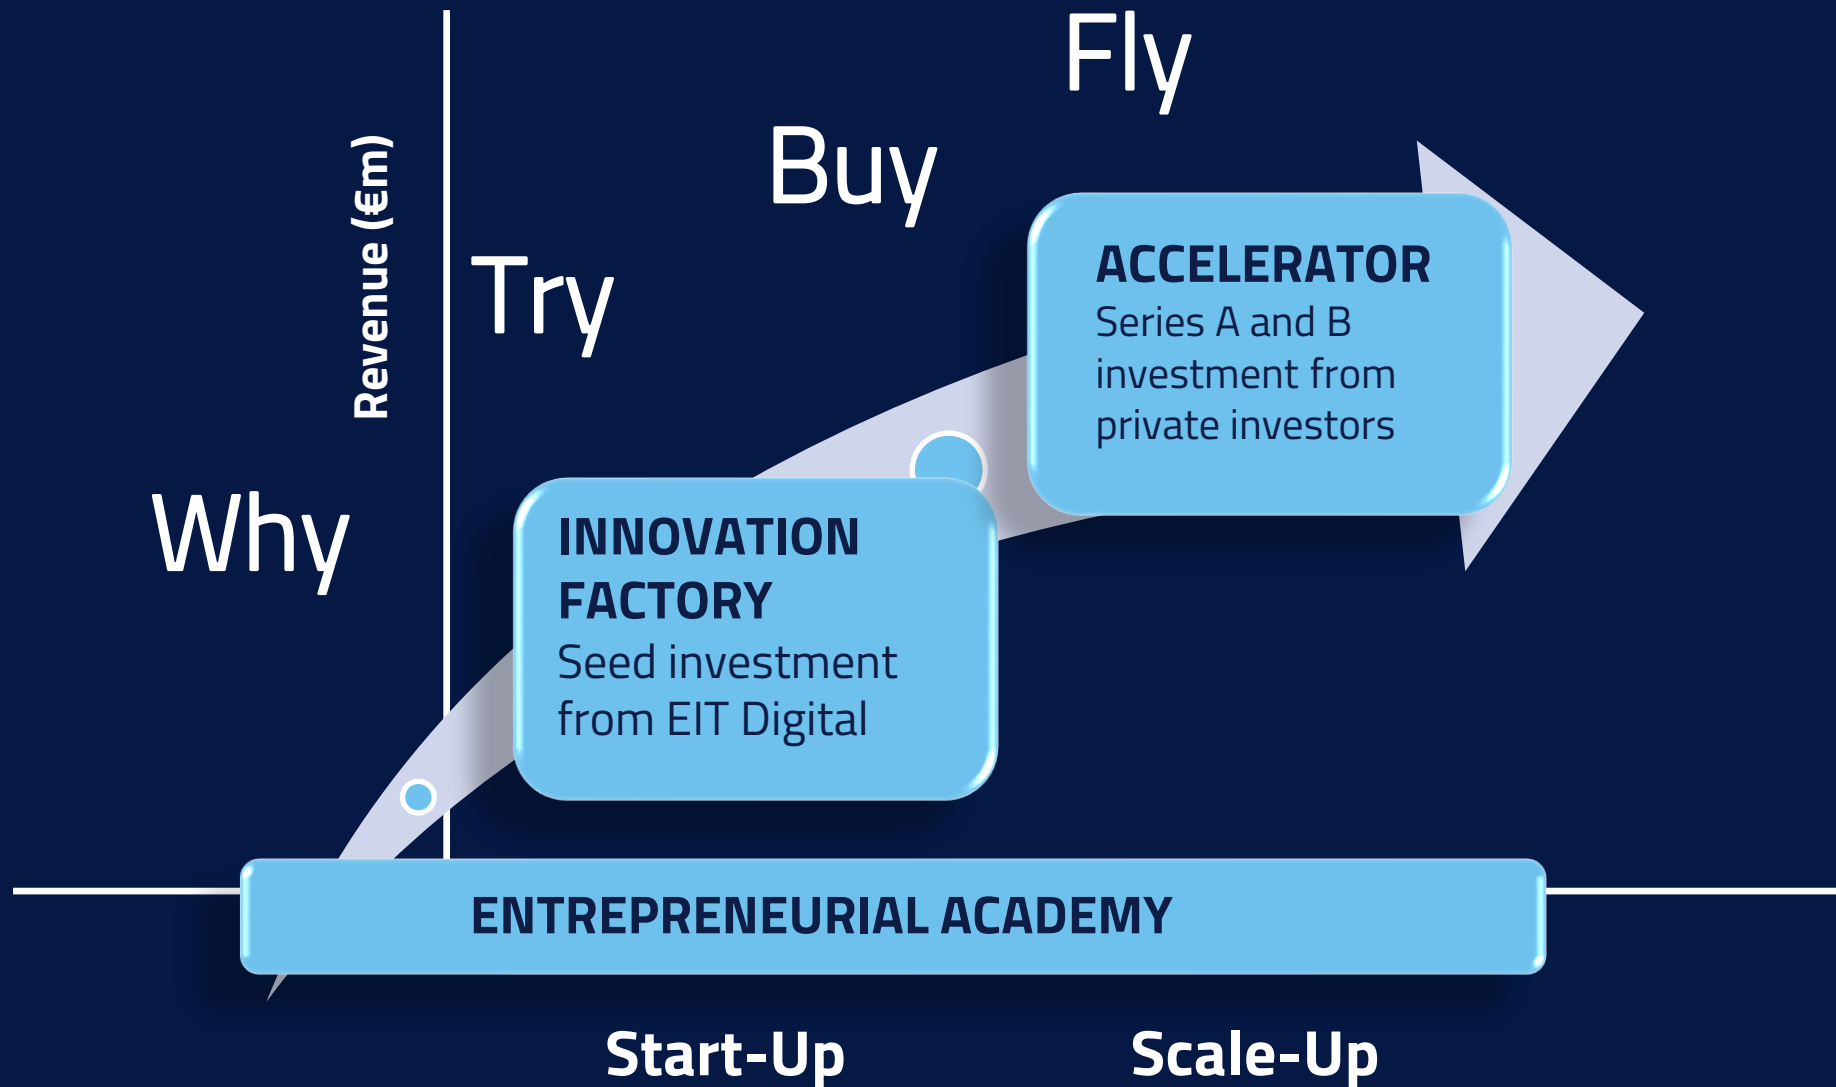 Fly
Buy
Revenue (€m)
Try
Why
ACCELERATOR
Series A and B
investment from
private investors
INNOVATION
FACTORY
Seed investment
from EIT Digital
ENTREPRENEURIAL ACADEMY
Start-Up
Scale-Up